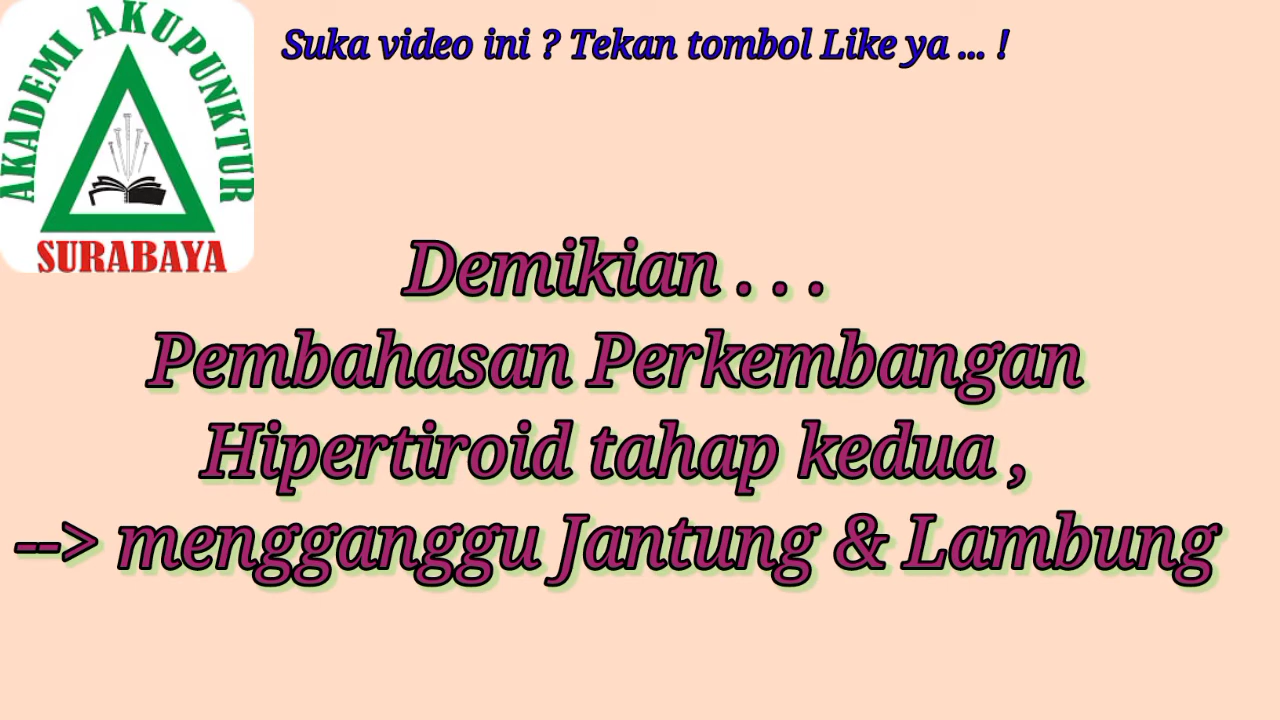 AKADEMI AKUPUNKTUR
SURABAYA
Suka video ini ? Tekan tombol Like ya ... !
Demikian . . .
Pembahasan Perkembangan
Hipertiroid tahap kedua ,
--> mengganggu Jantung & Lambung